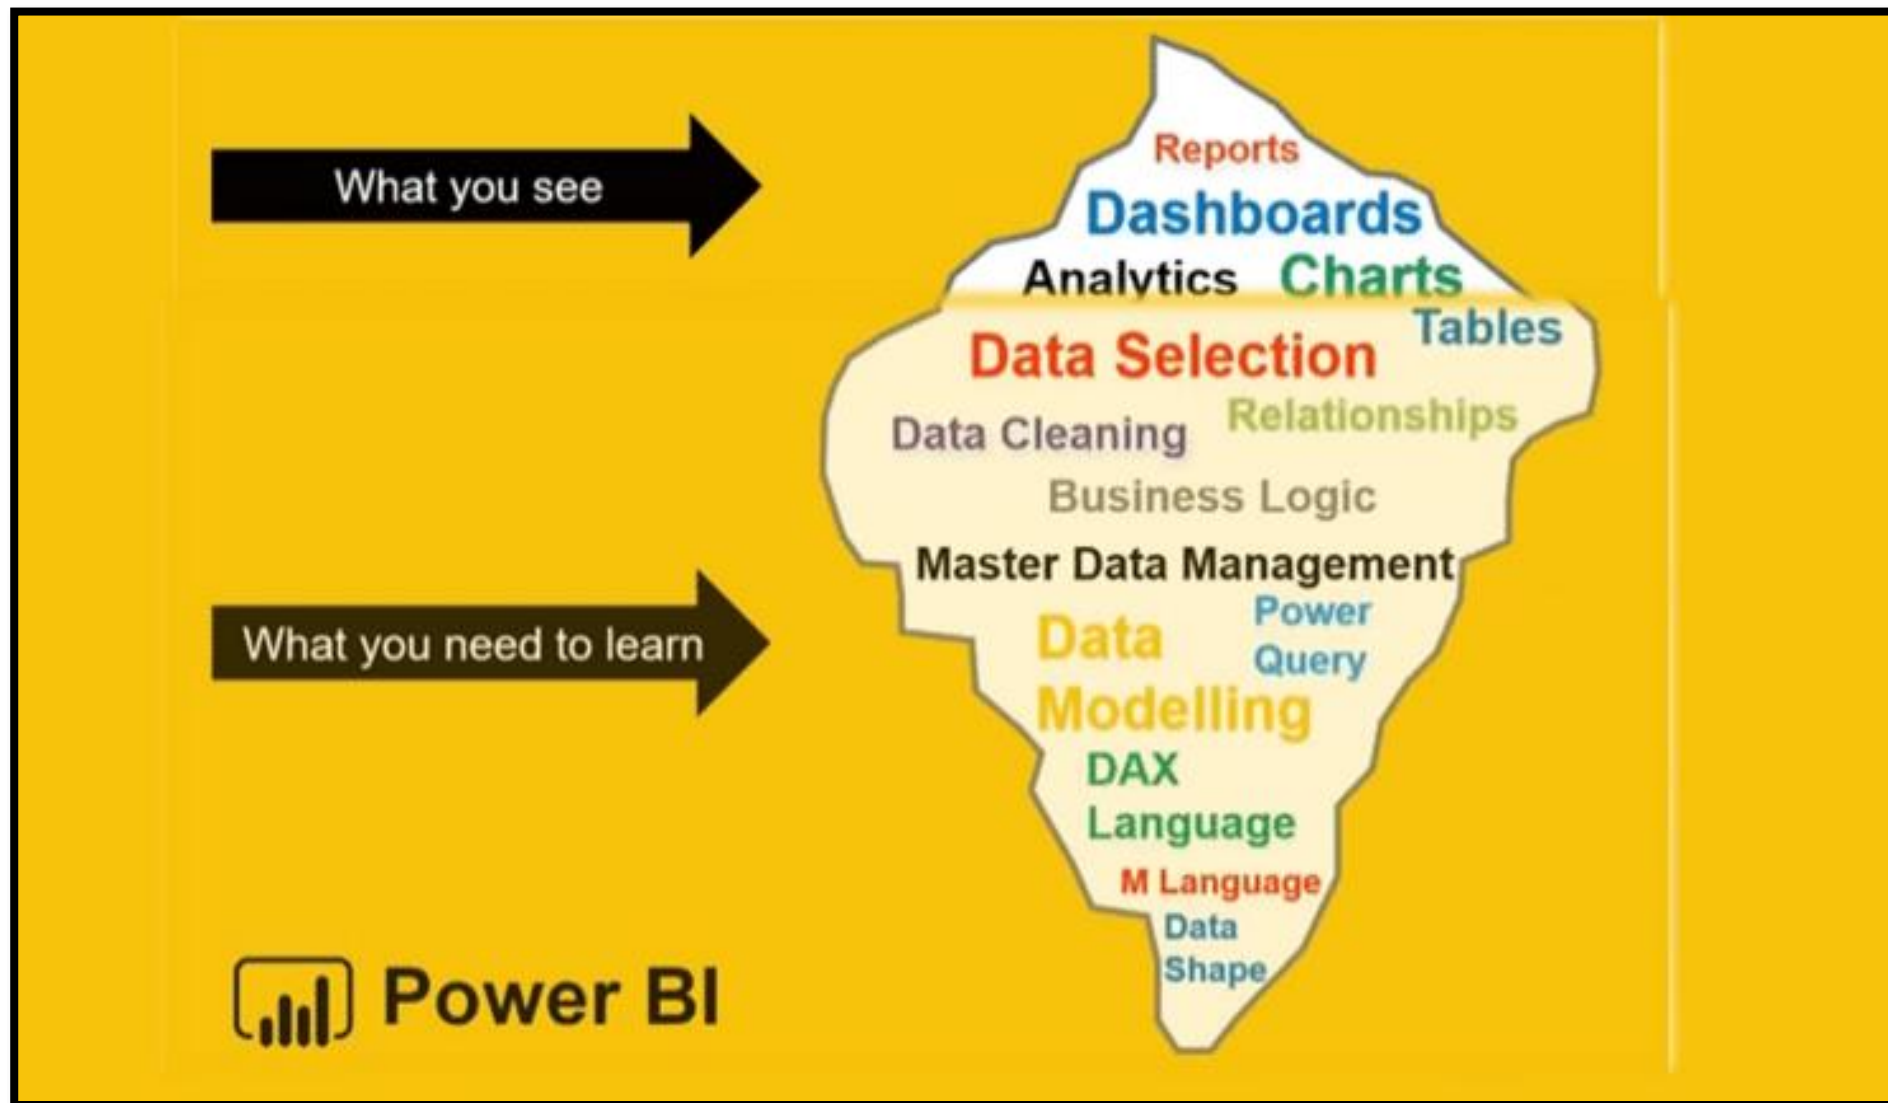 What you see
Reports
Dashboards
Analytics Charts
Tables
Data Selection
Relationships
Data Cleaning
Business Logic
Master Data Management
What you need to learn
Data
Modelling
Power
Query
DAX
Language
M Language
Data
Shape
Power BI